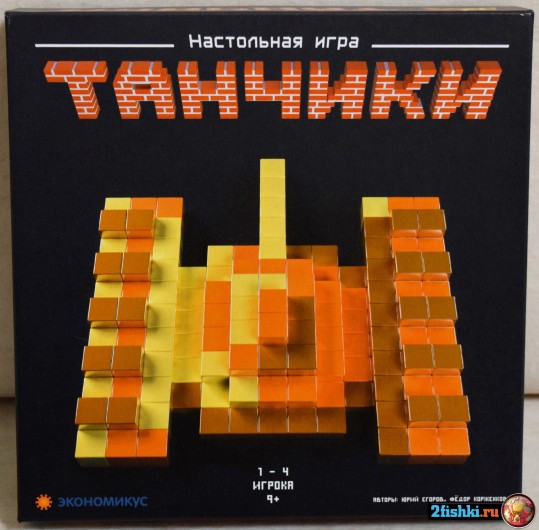 Настольная игра
ТАНЧИКИ
1 - 4
ИГРОКА
9+
ЭКОНОМИКУС
АВТОРЫ: ЮРИЙ ЕГОРОВ, ФЁДОР КОРЖЕНКОВ
2fishki.ru